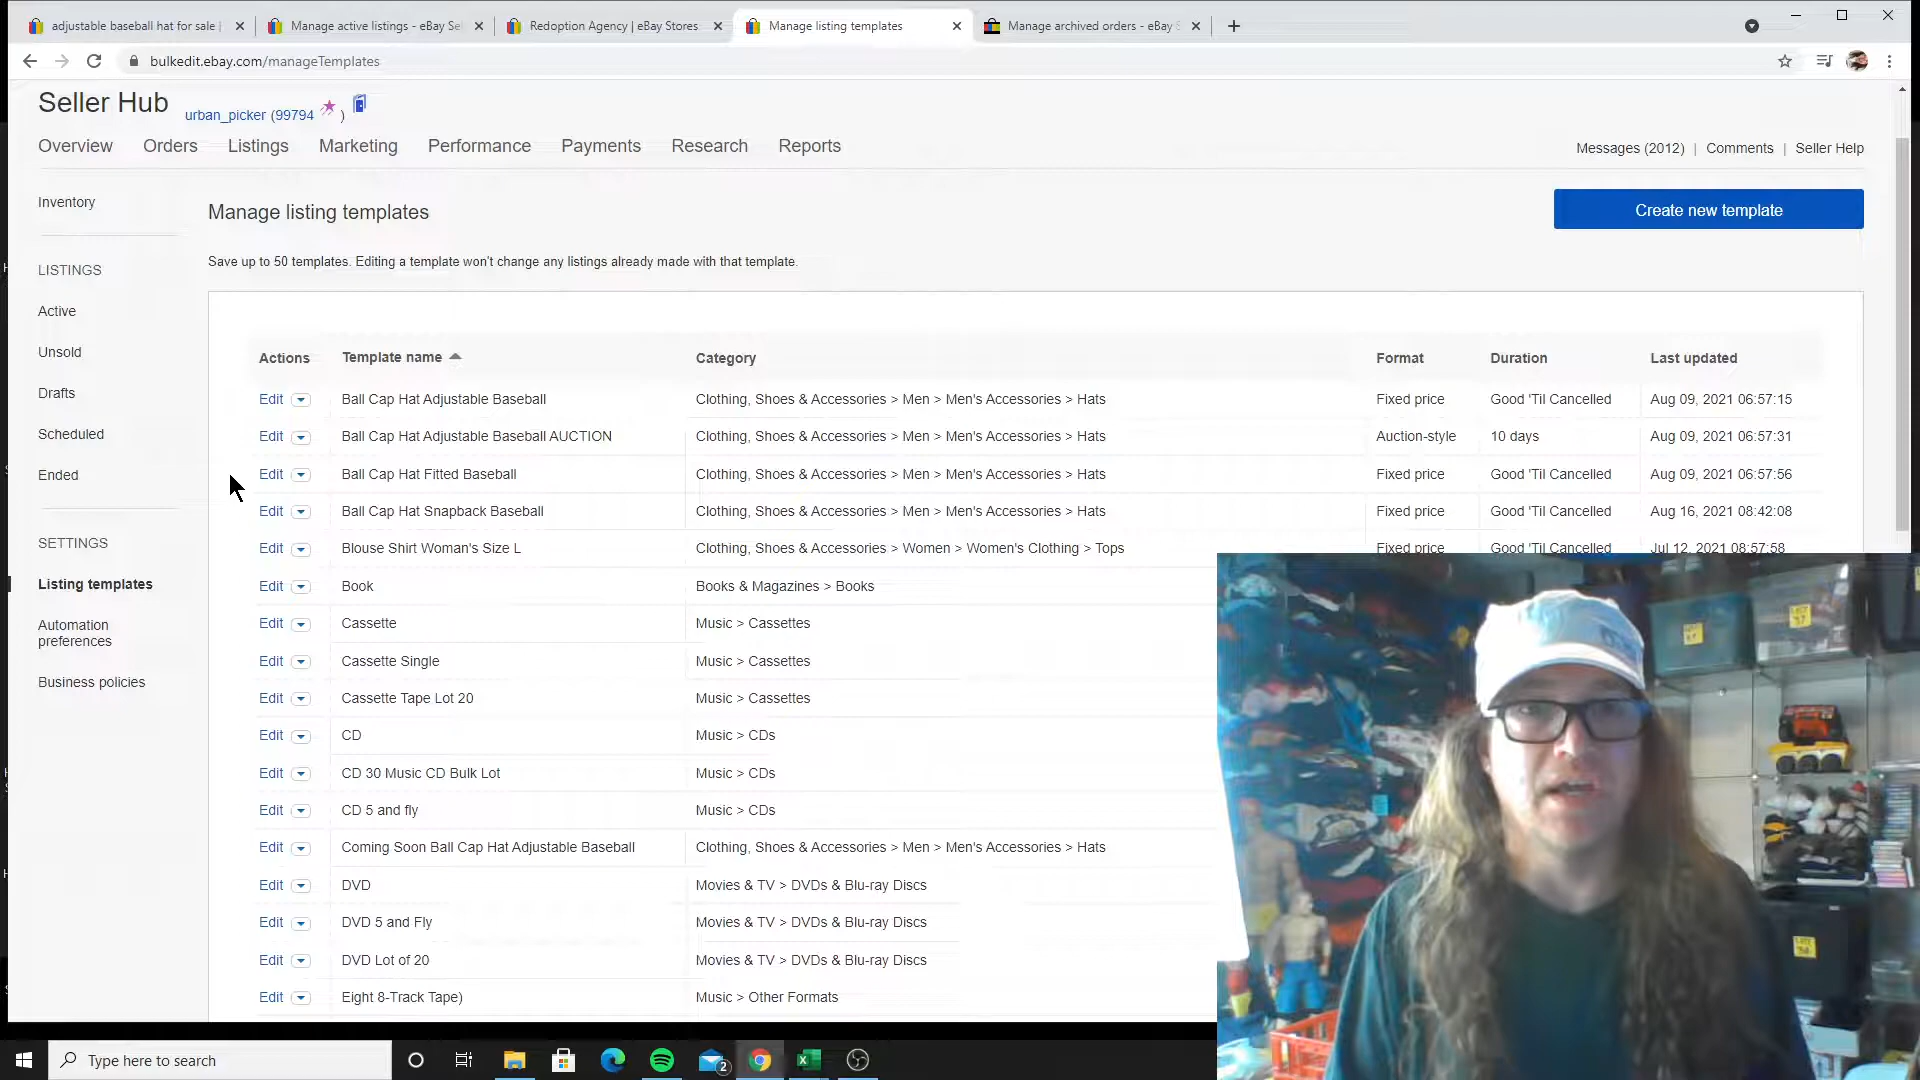 adjustable baseball hat for sale |
Manage active listings - eBay Se
Redoption Agency | eBay Stores
Manage listing templates
Manage archived orders - eBay S
bulkedit.ebay.com/manageTemplates
Seller Hub
urban_picker (99794 )
Overview
Orders
Listings
Marketing
Performance
Payments
Research
Reports
Messages (2012) | Comments | Seller Help
Inventory
LISTINGS
Active
Unsold
Drafts
Scheduled
Ended
SETTINGS
Listing templates
Automation
preferences
Business policies
Manage listing templates
Create new template
Save up to 50 templates. Editing a template won't change any listings already made with that template.
Actions Template name Category Format Duration Last updated
Edit Ball Cap Hat Adjustable Baseball Clothing, Shoes & Accessories > Men > Men's Accessories > Hats Fixed price Good 'Til Cancelled Aug 09, 2021 06:57:15
Edit Ball Cap Hat Adjustable Baseball AUCTION Clothing, Shoes & Accessories > Men > Men's Accessories > Hats Auction-style 10 days Aug 09, 2021 06:57:31
Edit Ball Cap Hat Fitted Baseball Clothing, Shoes & Accessories > Men > Men's Accessories > Hats Fixed price Good 'Til Cancelled Aug 09, 2021 06:57:56
Edit Ball Cap Hat Snapback Baseball Clothing, Shoes & Accessories > Men > Men's Accessories > Hats Fixed price Good 'Til Cancelled Aug 16, 2021 08:42:08
Edit Blouse Shirt Woman's Size L Clothing, Shoes & Accessories > Women > Women's Clothing > Tops Fixed price Good 'Til Cancelled Jul 12, 2021 08:57:58
Edit Book Books & Magazines > Books
Edit Cassette Music > Cassettes
Edit Cassette Single Music > Cassettes
Edit Cassette Tape Lot 20 Music > Cassettes
Edit CD Music > CDs
Edit CD 30 Music CD Bulk Lot Music > CDs
Edit CD 5 and fly Music > CDs
Edit Coming Soon Ball Cap Hat Adjustable Baseball Clothing, Shoes & Accessories > Men > Men's Accessories > Hats
Edit DVD Movies & TV > DVDs & Blu-ray Discs
Edit DVD 5 and Fly Movies & TV > DVDs & Blu-ray Discs
Edit DVD Lot of 20 Movies & TV > DVDs & Blu-ray Discs
Edit Eight 8-Track Tape) Music > Other Formats
Type here to search
2